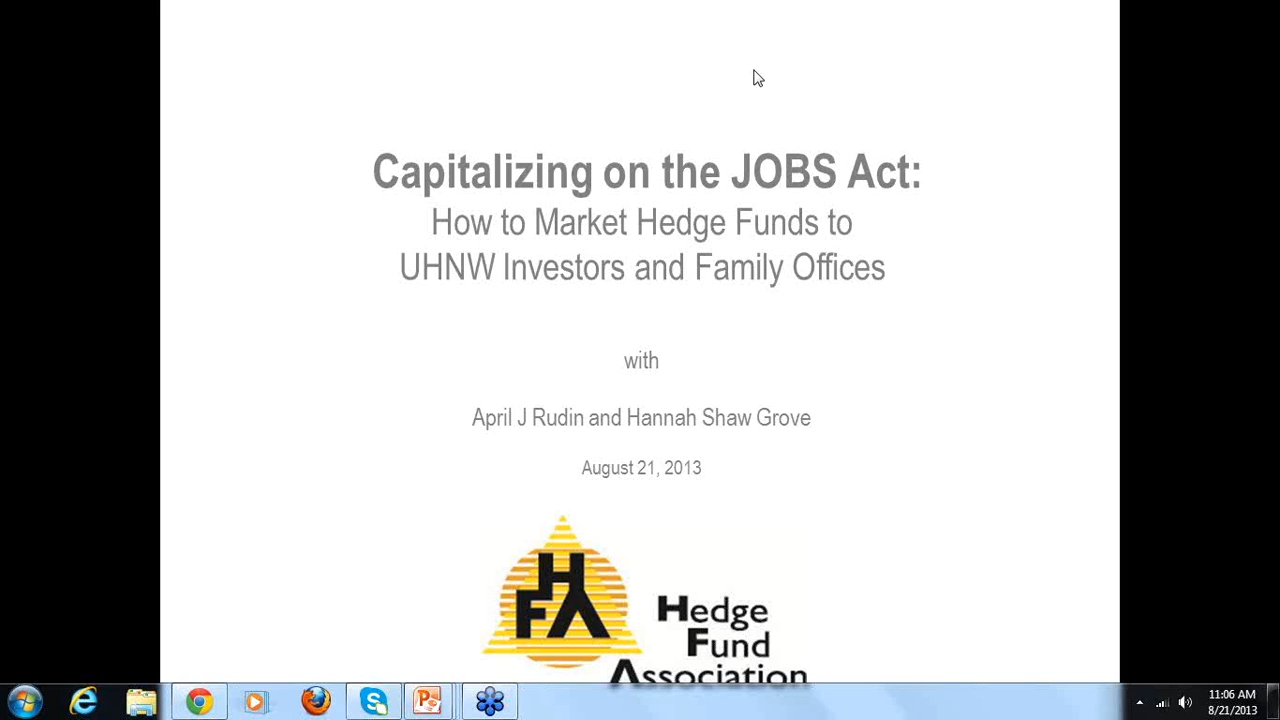 Capitalizing on the JOBS Act:
How to Market Hedge Funds to
UHNW Investors and Family Offices
with
April J Rudin and Hannah Shaw Grove
August 21, 2013
HFA
Hedge
Fund
Association
11:06 AM
8/21/2013